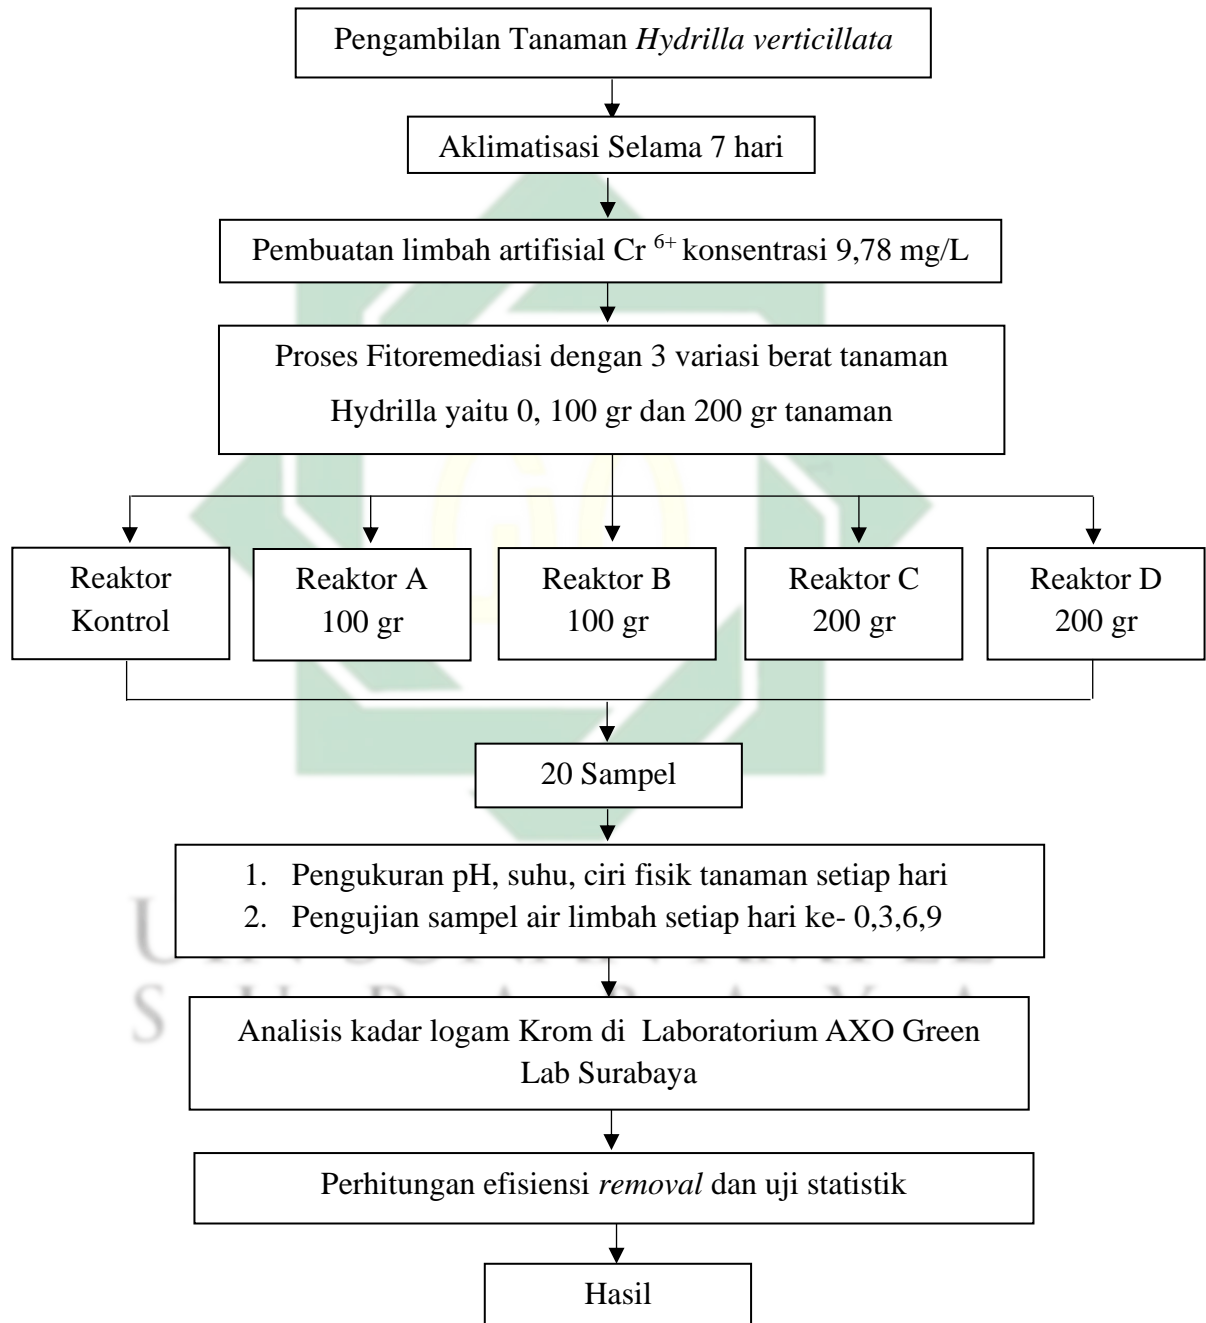 Pengambilan Tanaman Hydrilla verticillata
Aklimatisasi Selama 7 hari
Pembuatan limbah artifisial Cr 6+ konsentrasi 9,78 mg/L
Proses Fitoremediasi dengan 3 variasi berat tanaman
Hydrilla yaitu 0, 100 gr dan 200 gr tanaman
Reaktor
Kontrol
Reaktor A
100 gr
Reaktor B
100 gr
Reaktor C
200 gr
Reaktor D
200 gr
20 Sampel
1. Pengukuran pH, suhu, ciri fisik tanaman setiap hari
2. Pengujian sampel air limbah setiap hari ke- 0,3,6,9
Analisis kadar logam Krom di Laboratorium AXO Green
Lab Surabaya
Perhitungan efisiensi removal dan uji statistik
Hasil